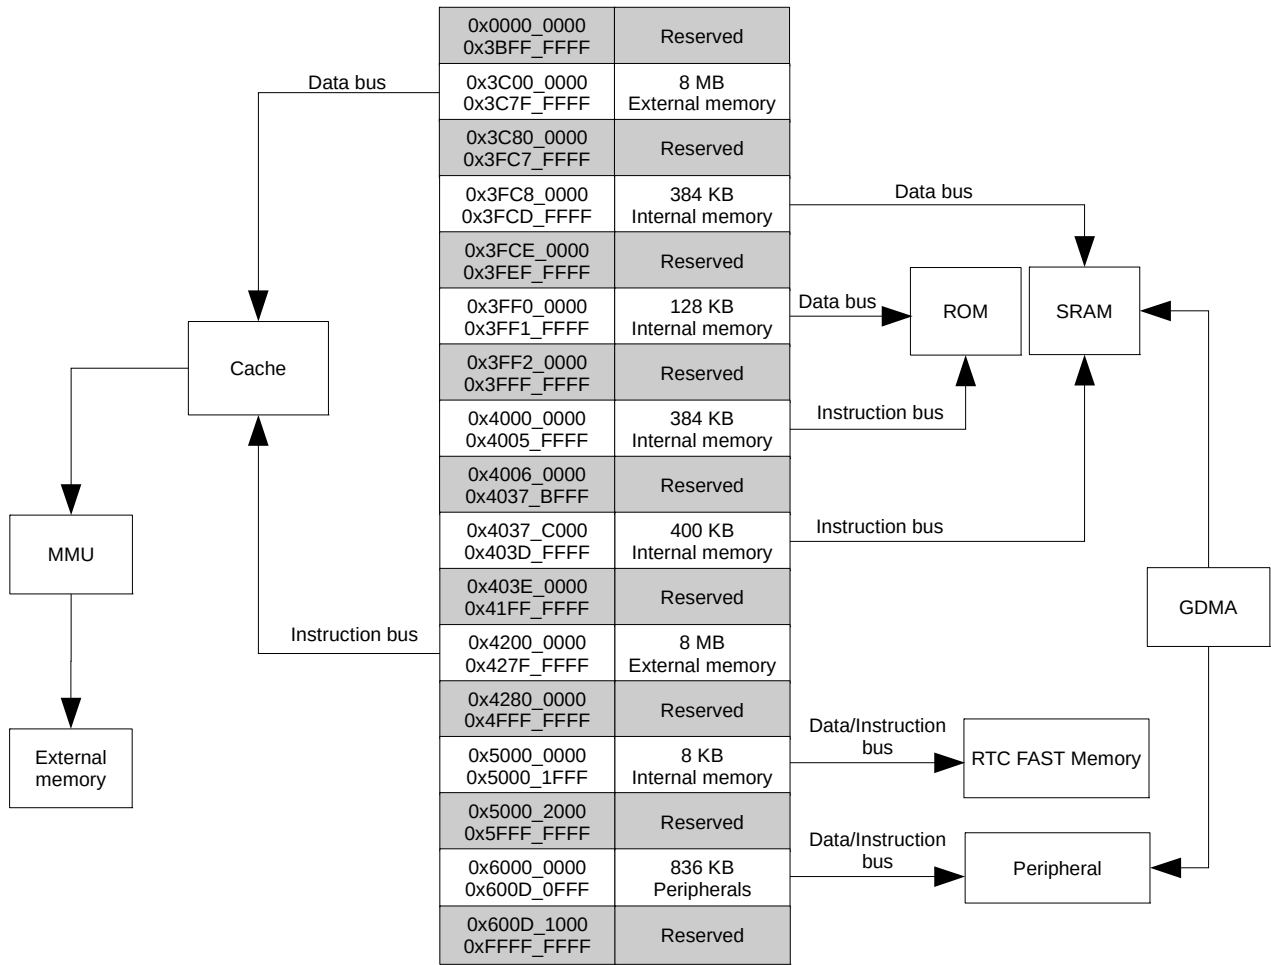 0x0000_0000
0x3BFF_FFFF
Reserved
Data bus
0x3C00_0000
0x3C7F_FFFF
8 MB
External memory
0x3C80_0000
0x3FC7_FFFF
Reserved
0x3FC8_0000
0x3FCD_FFFF
384 KB
Internal memory
Data bus
0x3FCE_0000
0x3FEF_FFFF
Reserved
0x3FF0_0000
0x3FF1_FFFF
128 KB
Internal memory
Data bus
ROM
SRAM
Cache
0x3FF2_0000
0x3FFF_FFFF
Reserved
0x4000_0000
0x4005_FFFF
384 KB
Internal memory
Instruction bus
0x4006_0000
0x4037_BFFF
Reserved
0x4037_C000
0x403D_FFFF
400 KB
Internal memory
Instruction bus
MMU
0x403E_0000
0x41FF_FFFF
Reserved
GDMA
Instruction bus
0x4200_0000
0x427F_FFFF
8 MB
External memory
0x4280_0000
0x4FFF_FFFF
Reserved
External
memory
0x5000_0000
0x5000_1FFF
8 KB
Internal memory
Data/Instruction
bus
RTC FAST Memory
0x5000_2000
0x5FFF_FFFF
Reserved
0x6000_0000
0x600D_0FFF
836 KB
Peripherals
Data/Instruction
bus
Peripheral
0x600D_1000
0xFFFF_FFFF
Reserved